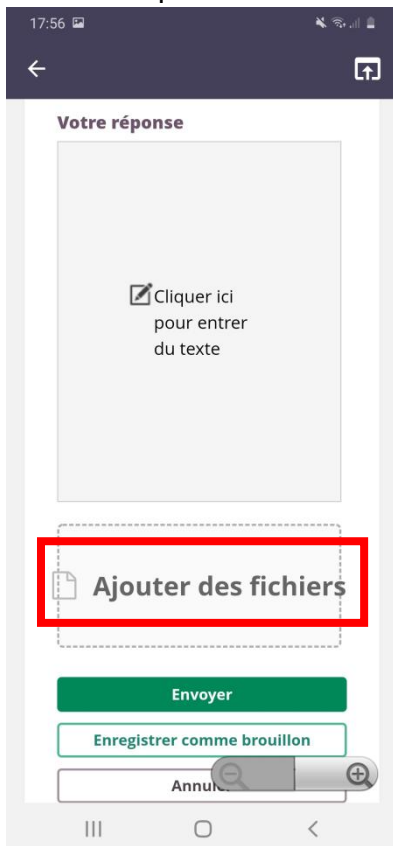 17:56
Votre réponse
Cliquer ici
pour entrer
du texte
Ajouter des fichiers
Envoyer
Enregistrer comme brouillon